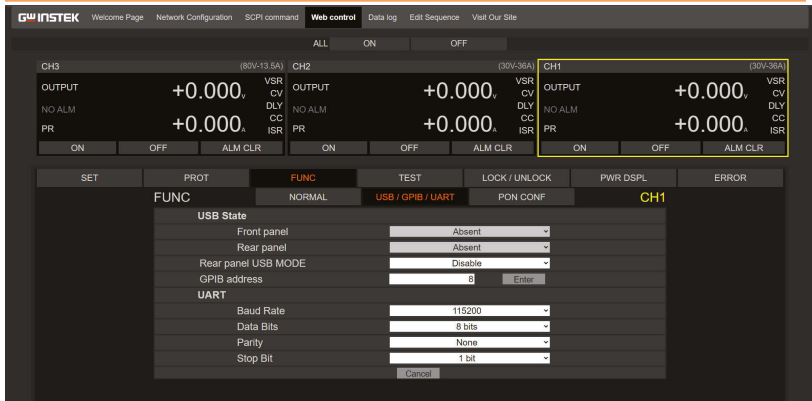 GW INSTEK Welcome Page Network Configuration SCPI command Web control Data log Edit Sequence Visit Our Site
ALL ON OFF
CH3 (80V-13.5A) CH2 (30V-36A) CH1 (30V-36A)
OUTPUT +0.000V VSR CV OUTPUT +0.000V VSR CV OUTPUT +0.000V VSR CV
NO ALM DLY NO ALM DLY NO ALM DLY
PR +0.000A CC ISR PR +0.000A CC ISR PR +0.000A CC ISR
ON OFF ALM CLR ON OFF ALM CLR ON OFF ALM CLR
SET PROT FUNC TEST LOCK / UNLOCK PWR DSPL ERROR
FUNC NORMAL USB / GPIB / UART PON CONF CH1
USB State
Front panel Absent
Rear panel Absent
Rear panel USB MODE Disable
GPIB address 8 Enter
UART
Baud Rate 115200
Data Bits 8 bits
Parity None
Stop Bit 1 bit
Cancel